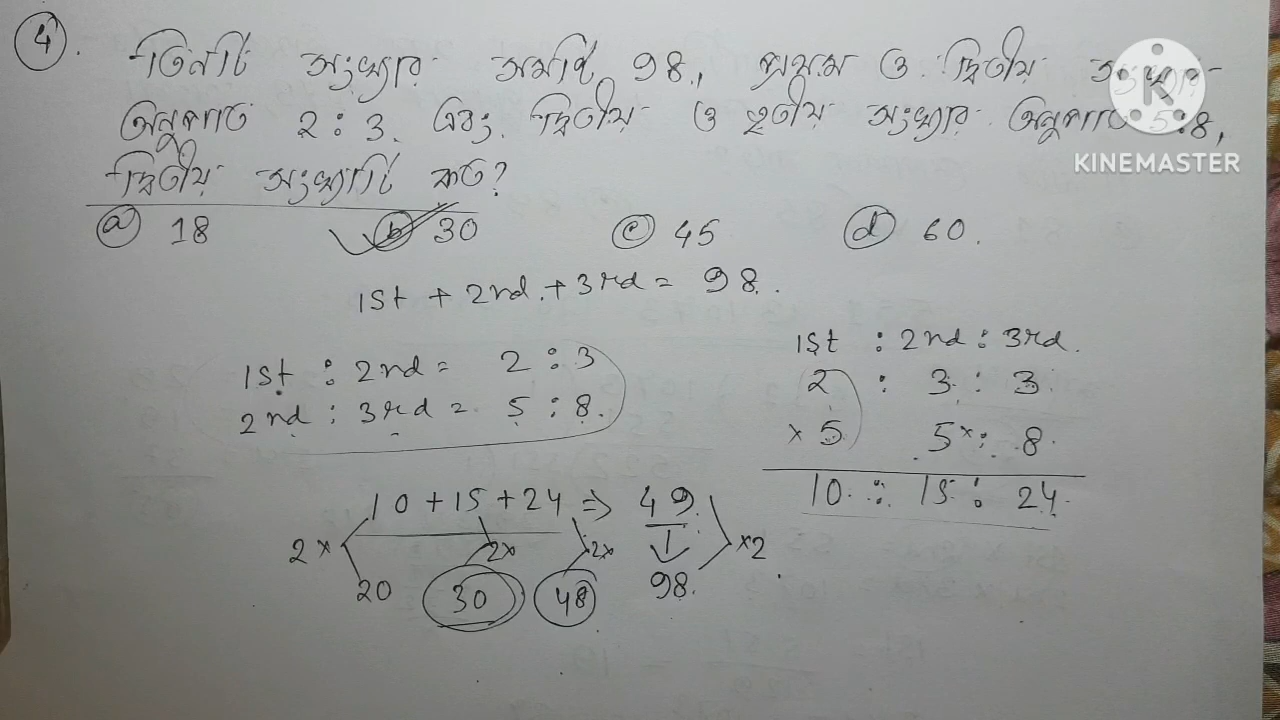 4. তিনটি সংখ্যার সমষ্টি 98, প্রথম ও দ্বিতীয় সংখ্যার
অনুপাত 2 : 3 এবং দ্বিতীয় ও তৃতীয় সংখ্যার অনুপাত 5:8,
দ্বিতীয় সংখ্যাটি কত?
KINEMASTER
a 18 b 30 c 45 d 60.
1st + 2nd + 3rd = 98.
1st : 2nd = 2 : 3
2nd : 3rd = 5 : 8.
1st : 2nd : 3rd.
2 : 3 : 3
× 5 5 × : 8
10 : 15 : 24
10 + 15 + 24 ⇒ 49
2× 2× 2× ×2
20 30 48 98.